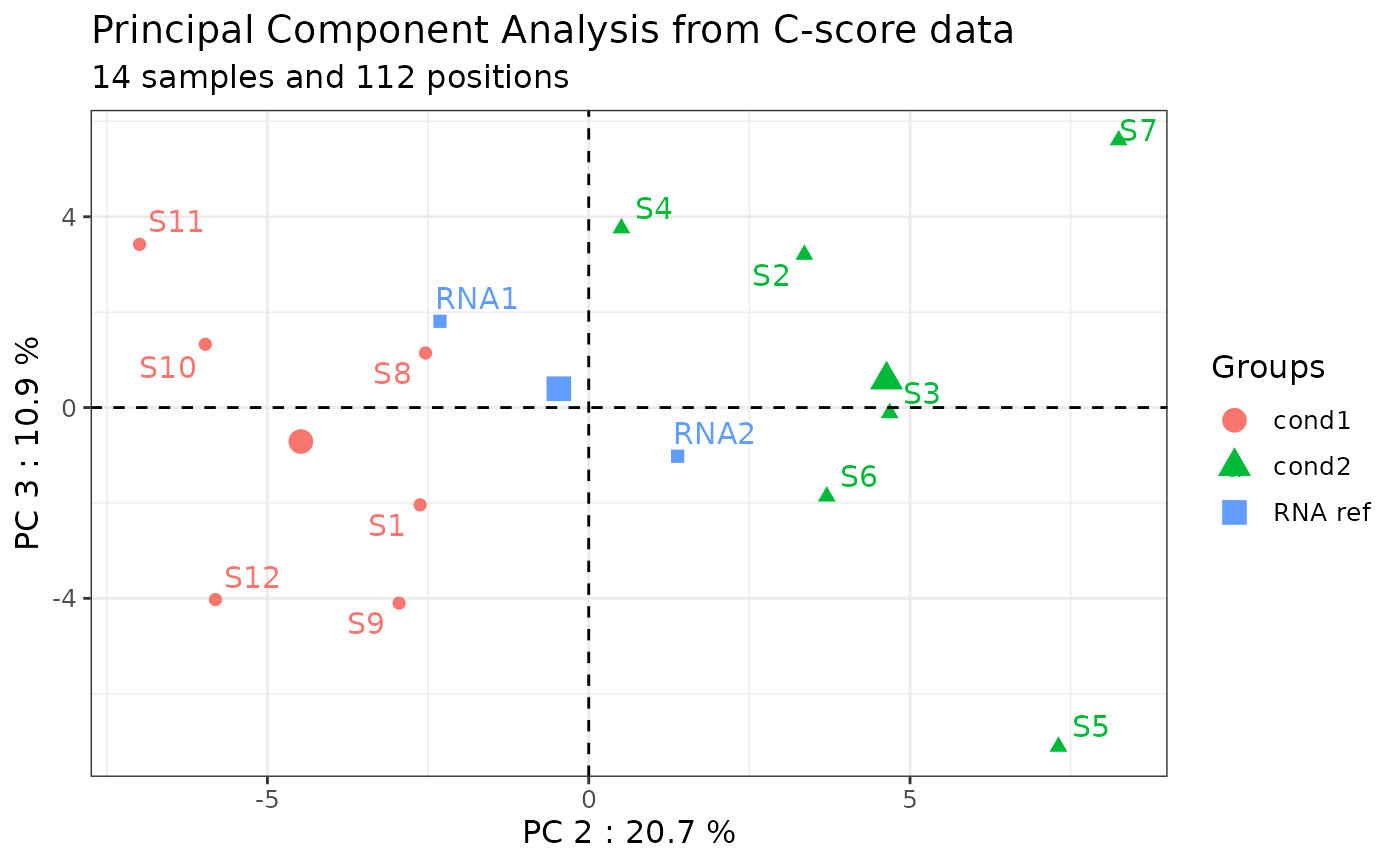 Principal Component Analysis from C-score data
14 samples and 112 positions
S7
S4
S11
S2
RNA1
S10
S8
S3
RNA2
S6
S1
S12
S9
S5
4
0
-4
-5
0
5
PC 3 : 10.9 %
PC 2 : 20.7 %
Groups
cond1
cond2
RNA ref